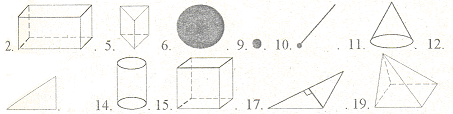 2. . 5. . 6. . 9. . 10. . 11. . 12.
. 14. . 15. . 17. . 19. .